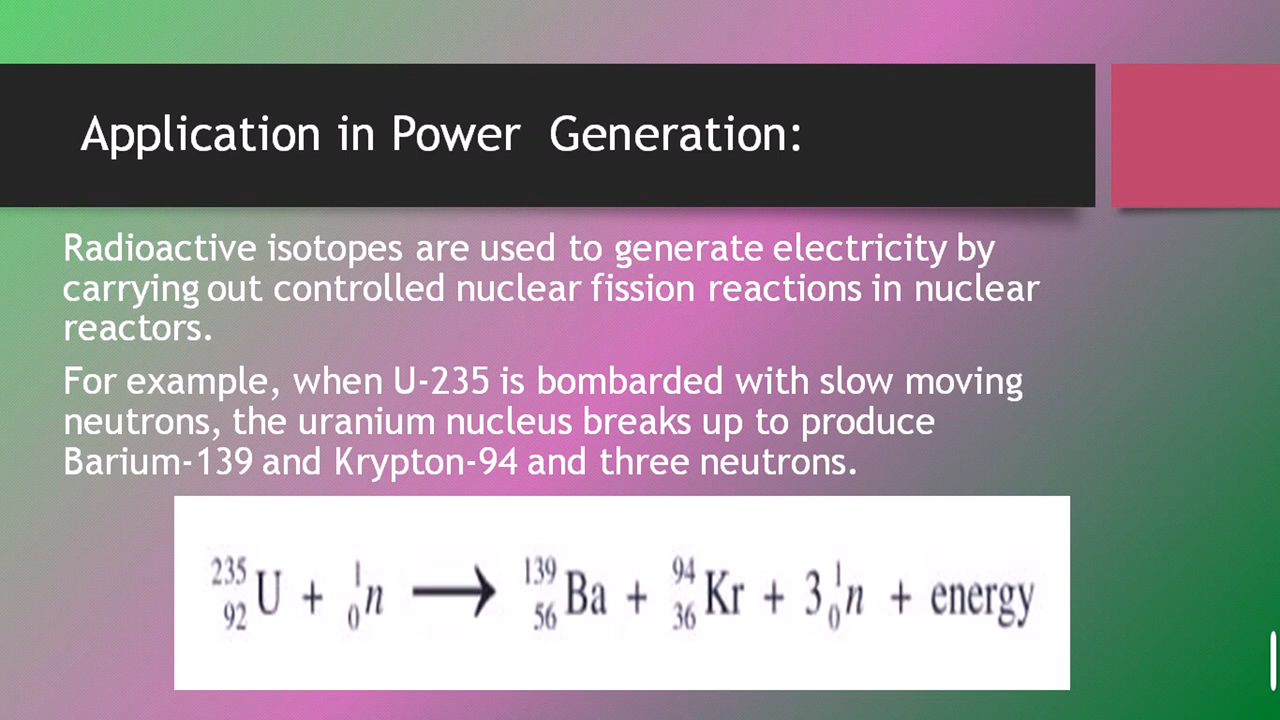 Application in Power  Generation:
Radioactive isotopes are used to generate electricity by
carrying out controlled nuclear fission reactions in nuclear
reactors.
For example, when U-235 is bombarded with slow moving
neutrons, the uranium nucleus breaks up to produce
Barium-139 and Krypton-94 and three neutrons.
²³⁵₉₂U + ¹₀n ⟶ ¹³⁹₅₆Ba + ⁹⁴₃₆Kr + 3 ¹₀n + energy